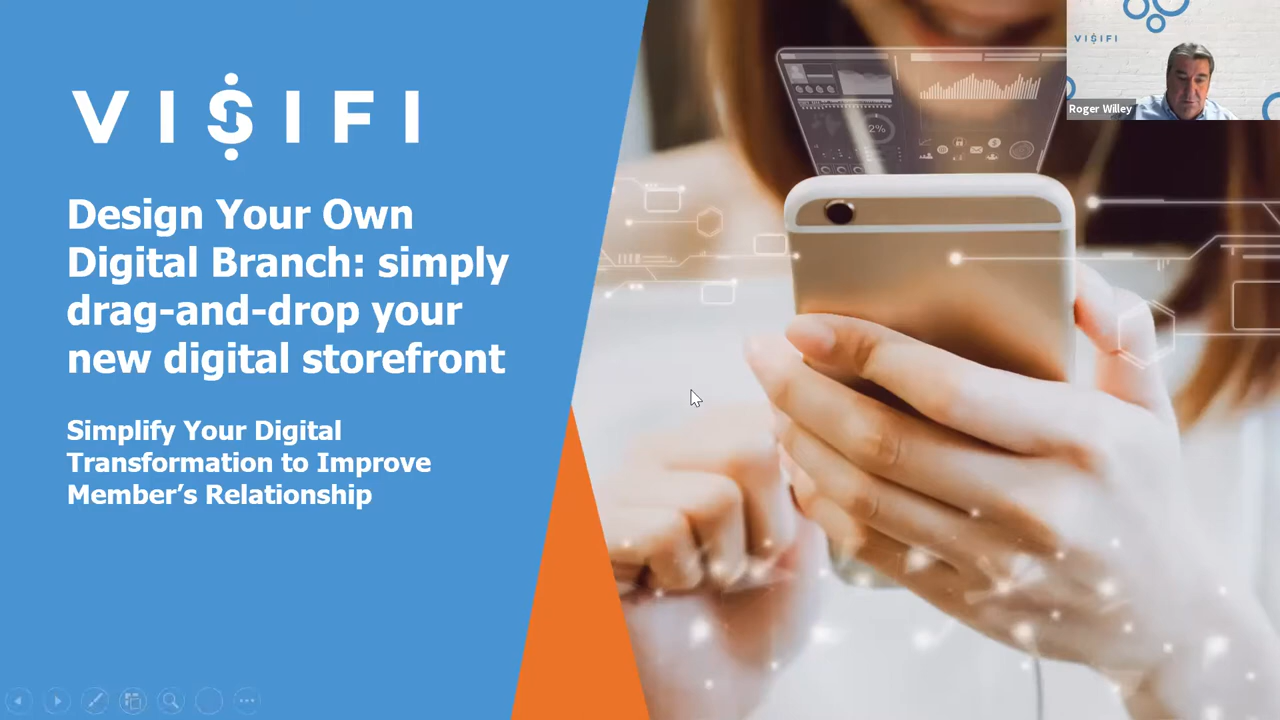 VISIFI
Design Your Own
Digital Branch: simply
drag-and-drop your
new digital storefront
Simplify Your Digital
Transformation to Improve
Member’s Relationship
VISIFI
Roger Willey
2%